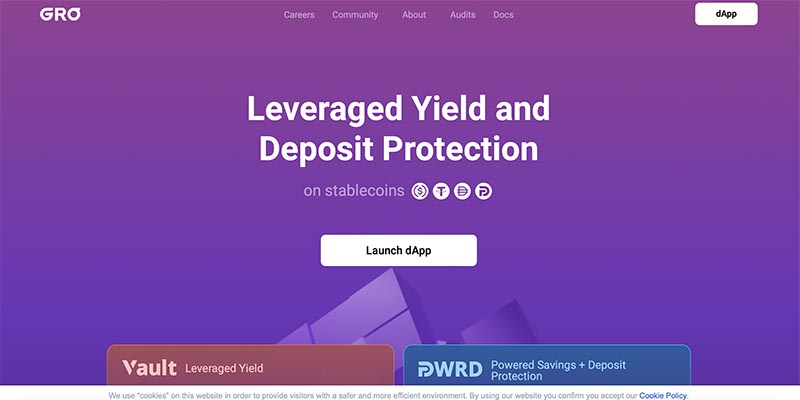 GRO
Careers Community About Audits Docs
dApp
Leveraged Yield and
Deposit Protection
on stablecoins
Launch dApp
Vault Leveraged Yield
PWRD Powered Savings + Deposit
Protection
We use "cookies" on this website in order to provide visitors with a safer and more efficient environment. By using our website you confirm you accept our Cookie Policy.